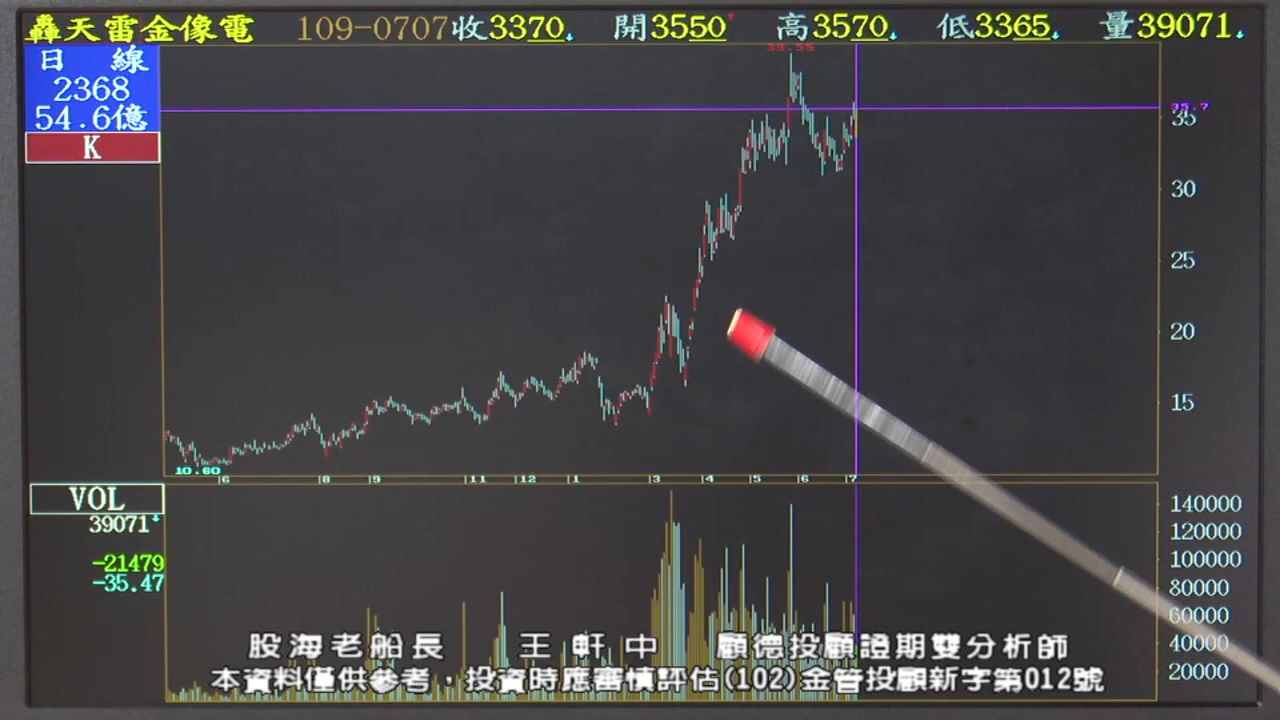 轟天雷金像電 109-0707收3370↓ 開3550↑ 高3570↓ 低3365↓ 量39071↓
日 線
2368
54.6億
K
39.55
35.7
35
30
25
20
15
10.60
6 8 9 11 12 1 3 4 5 6 7
VOL
39071↓
-21479
-35.47
140000
120000
100000
80000
60000
40000
20000
股海老船長 王軒中 顧德投顧證期雙分析師
本資料僅供參考,投資時應審慎評估(102)金管投顧新字第012號